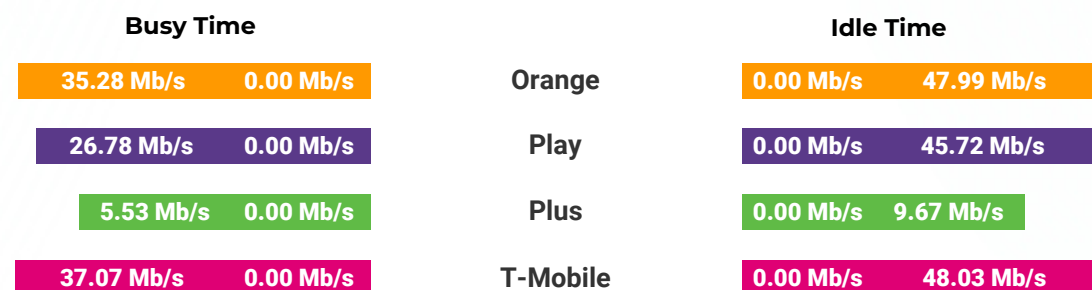 Busy Time Idle Time
35.28 Mb/s 0.00 Mb/s Orange 0.00 Mb/s 47.99 Mb/s
26.78 Mb/s 0.00 Mb/s Play 0.00 Mb/s 45.72 Mb/s
5.53 Mb/s 0.00 Mb/s Plus 0.00 Mb/s 9.67 Mb/s
37.07 Mb/s 0.00 Mb/s T-Mobile 0.00 Mb/s 48.03 Mb/s